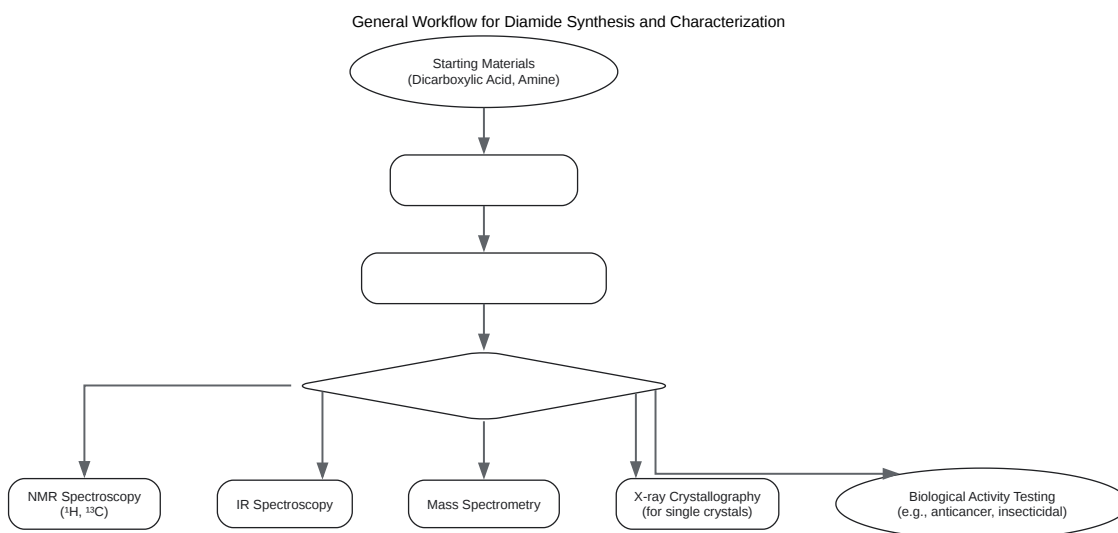 General Workflow for Diamide Synthesis and Characterization
Starting Materials
(Dicarboxylic Acid, Amine)
NMR Spectroscopy
(¹H, ¹³C)
IR Spectroscopy
Mass Spectrometry
X-ray Crystallography
(for single crystals)
Biological Activity Testing
(e.g., anticancer, insecticidal)